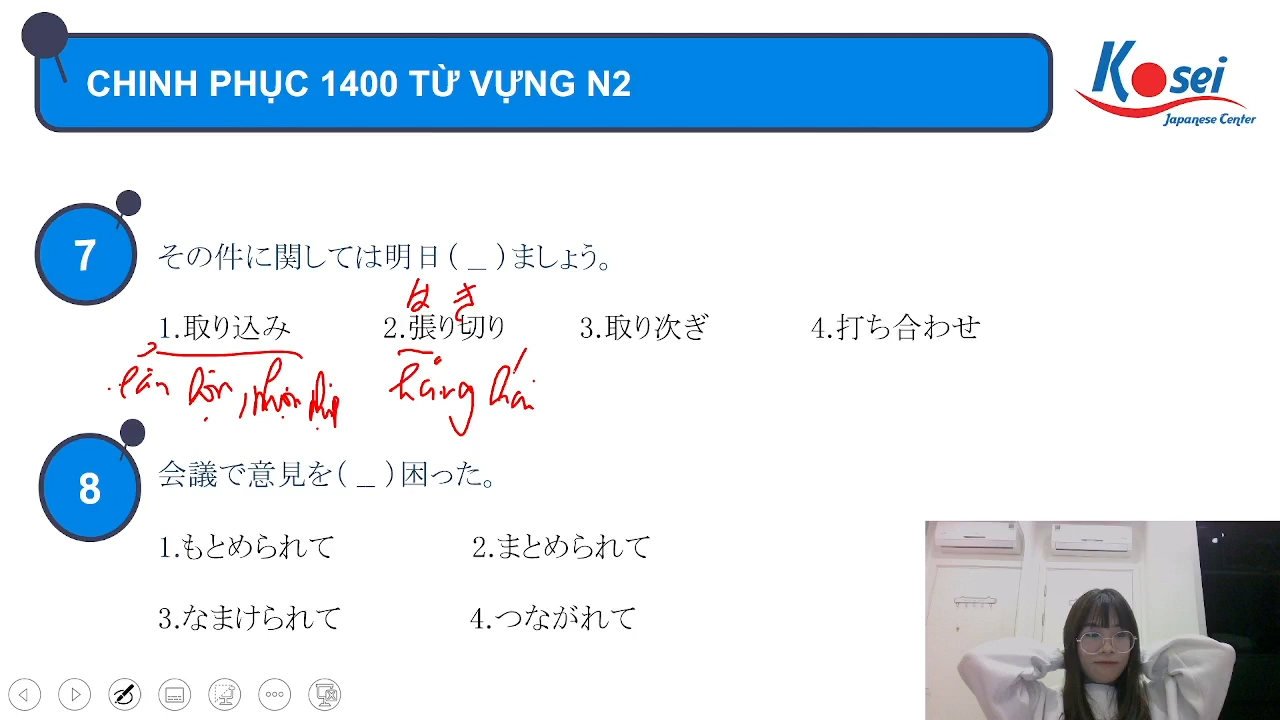 CHINH PHỤC 1400 TỪ VỰNG N2
Kosei
Japanese Center
7
その件に関しては明日( _ )ましょう。
は き
1.取り込み 2.張り切り 3.取り次ぎ 4.打ち合わせ
lẫn lộn, nhộn nhịp hăng hái
8
会議で意見を( _ )困った。
1.もとめられて 2.まとめられて
3.なまけられて 4.つながれて